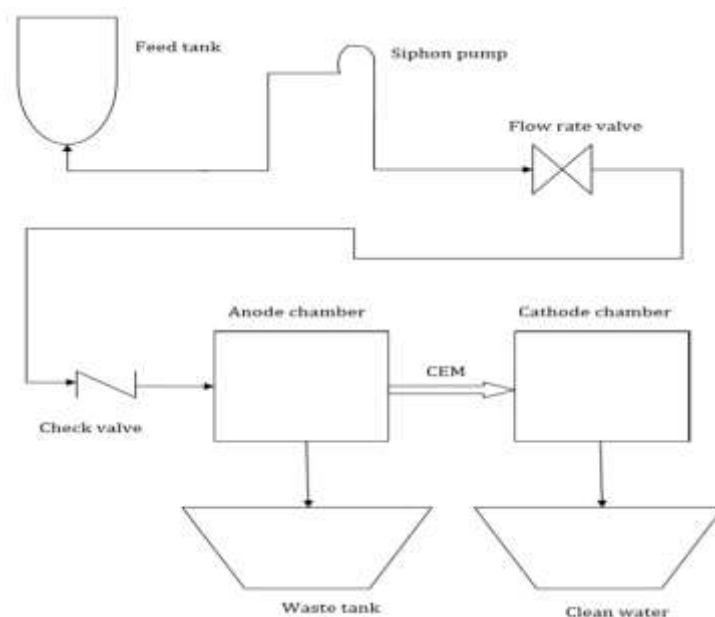 Feed tank
Siphon pump
Flow rate valve
Anode chamber
Cathode chamber
CEM
Check valve
Waste tank
Clean water